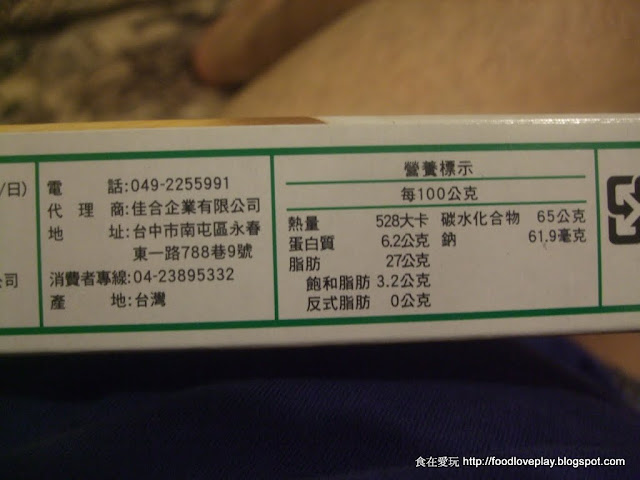 /日)
公司
電話:049-2255991
代理商:佳合企業有限公司
地址:台中市南屯區永春
東一路788巷9號
消費者專線:04-23895332
產地:台灣
營養標示
每100公克
熱量 528大卡 碳水化合物 65公克
蛋白質 6.2公克 鈉 61.9毫克
脂肪 27公克
飽和脂肪 3.2公克
反式脂肪 0公克
食在愛玩 http://foodloveplay.blogspot.com